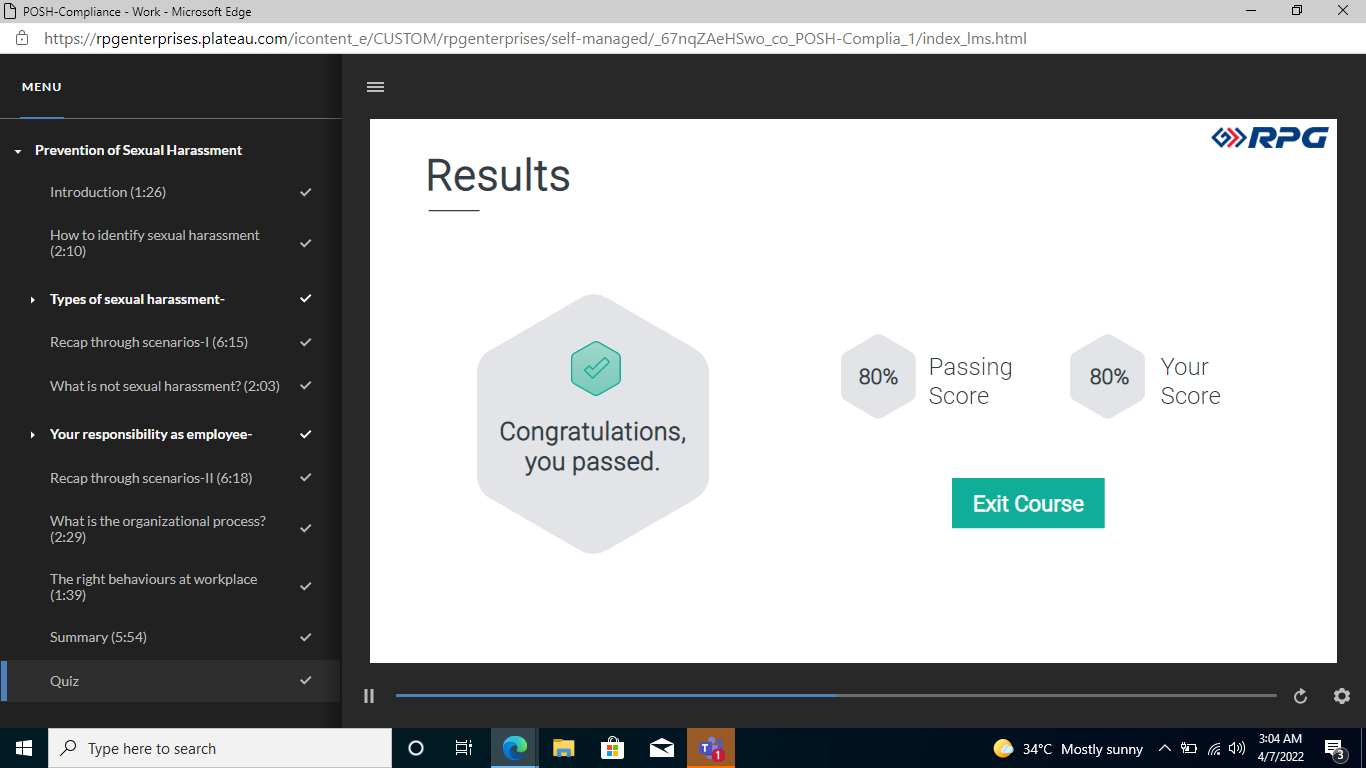 POSH-Compliance - Work - Microsoft Edge
https://rpgenterprises.plateau.com/icontent_e/CUSTOM/rpgenterprises/self-managed/_67nqZAeHSwo_co_POSH-Complia_1/index_lms.html
MENU
Prevention of Sexual Harassment
Introduction (1:26)
How to identify sexual harassment
(2:10)
Types of sexual harassment-
Recap through scenarios-I (6:15)
What is not sexual harassment? (2:03)
Your responsibility as employee-
Recap through scenarios-II (6:18)
What is the organizational process?
(2:29)
The right behaviours at workplace
(1:39)
Summary (5:54)
Quiz
RPG
Results
Congratulations,
you passed.
80%
Passing
Score
80%
Your
Score
Exit Course
Type here to search
1
34°C Mostly sunny
3:04 AM
4/7/2022
3